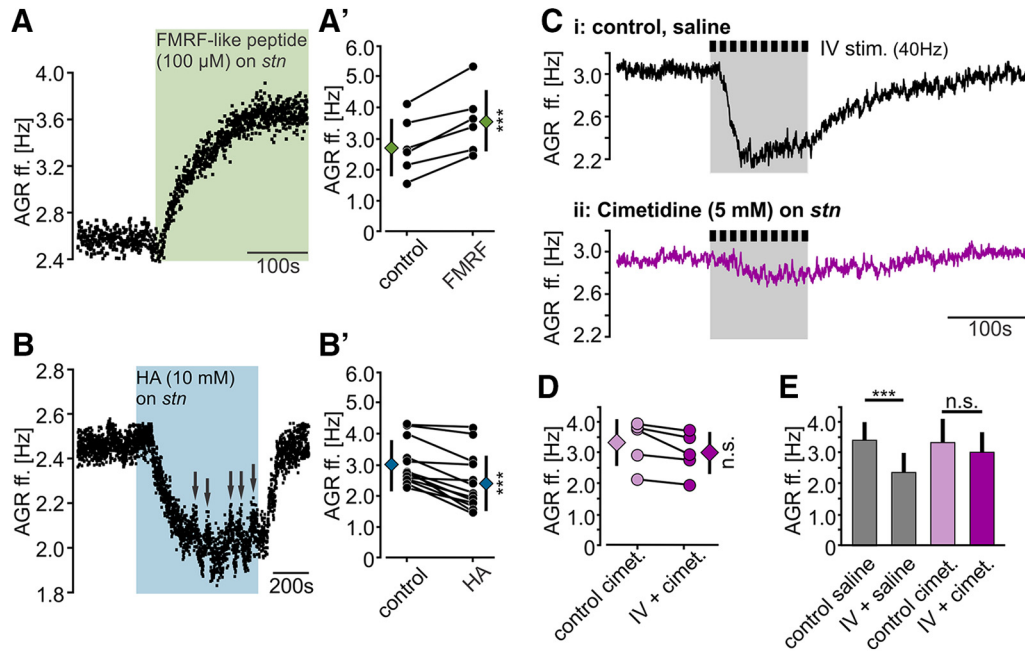 A
FMRF-like peptide
(100 µM) on stn
AGR ff. [Hz]
4.0
3.6
3.2
2.8
2.4
100s
A'
AGR ff. [Hz]
6.0
5.0
4.0
3.0
2.0
1.0
0
***
control
FMRF
B
HA (10 mM)
on stn
AGR ff. [Hz]
2.8
2.6
2.4
2.2
2.0
1.8
200s
B'
AGR ff. [Hz]
6.0
5.0
4.0
3.0
2.0
1.0
0
***
control
HA
C
i: control, saline
IV stim. (40Hz)
AGR ff. [Hz]
3.0
2.6
2.2
ii: Cimetidine (5 mM) on stn
AGR ff. [Hz]
3.0
2.6
2.2
100s
D
AGR ff. [Hz]
4.0
3.0
2.0
1.0
0
n.s.
control cimet.
IV + cimet.
E
AGR ff. [Hz]
4.0
3.0
2.0
1.0
0
***
n.s.
control saline
IV + saline
control cimet.
IV + cimet.